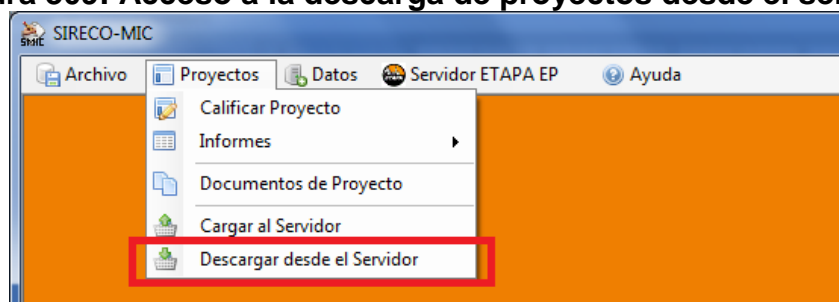 Acceso a la descarga de proyectos desde el
SIRECO-MIC
Archivo Proyectos Datos Servidor ETAPA EP Ayuda
Calificar Proyecto
Informes
Documentos de Proyecto
Cargar al Servidor
Descargar desde el Servidor